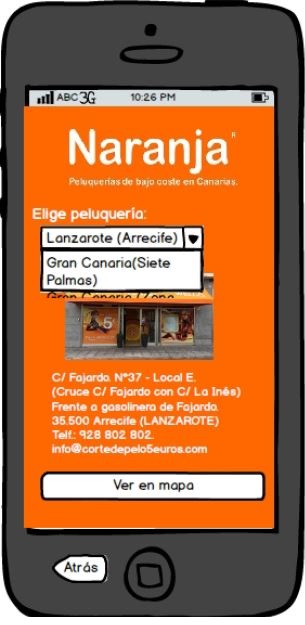 ABC 3G 10:26 PM
Naranja
Peluquerías de bajo coste en Canarias.
Elige peluquería:
Lanzarote (Arrecife)
Gran Canaria(Siete
Palmas)
Gran Canaria (Zona
C/ Fajardo. Nº37 - Local E.
(Cruce C/ Fajardo con C/ La Inés)
Frente a gasolinera de Fajardo.
35.500 Arrecife (LANZAROTE)
Telf.: 928 802 802.
info@cortedepelo5euros.com
Ver en mapa
Atrás